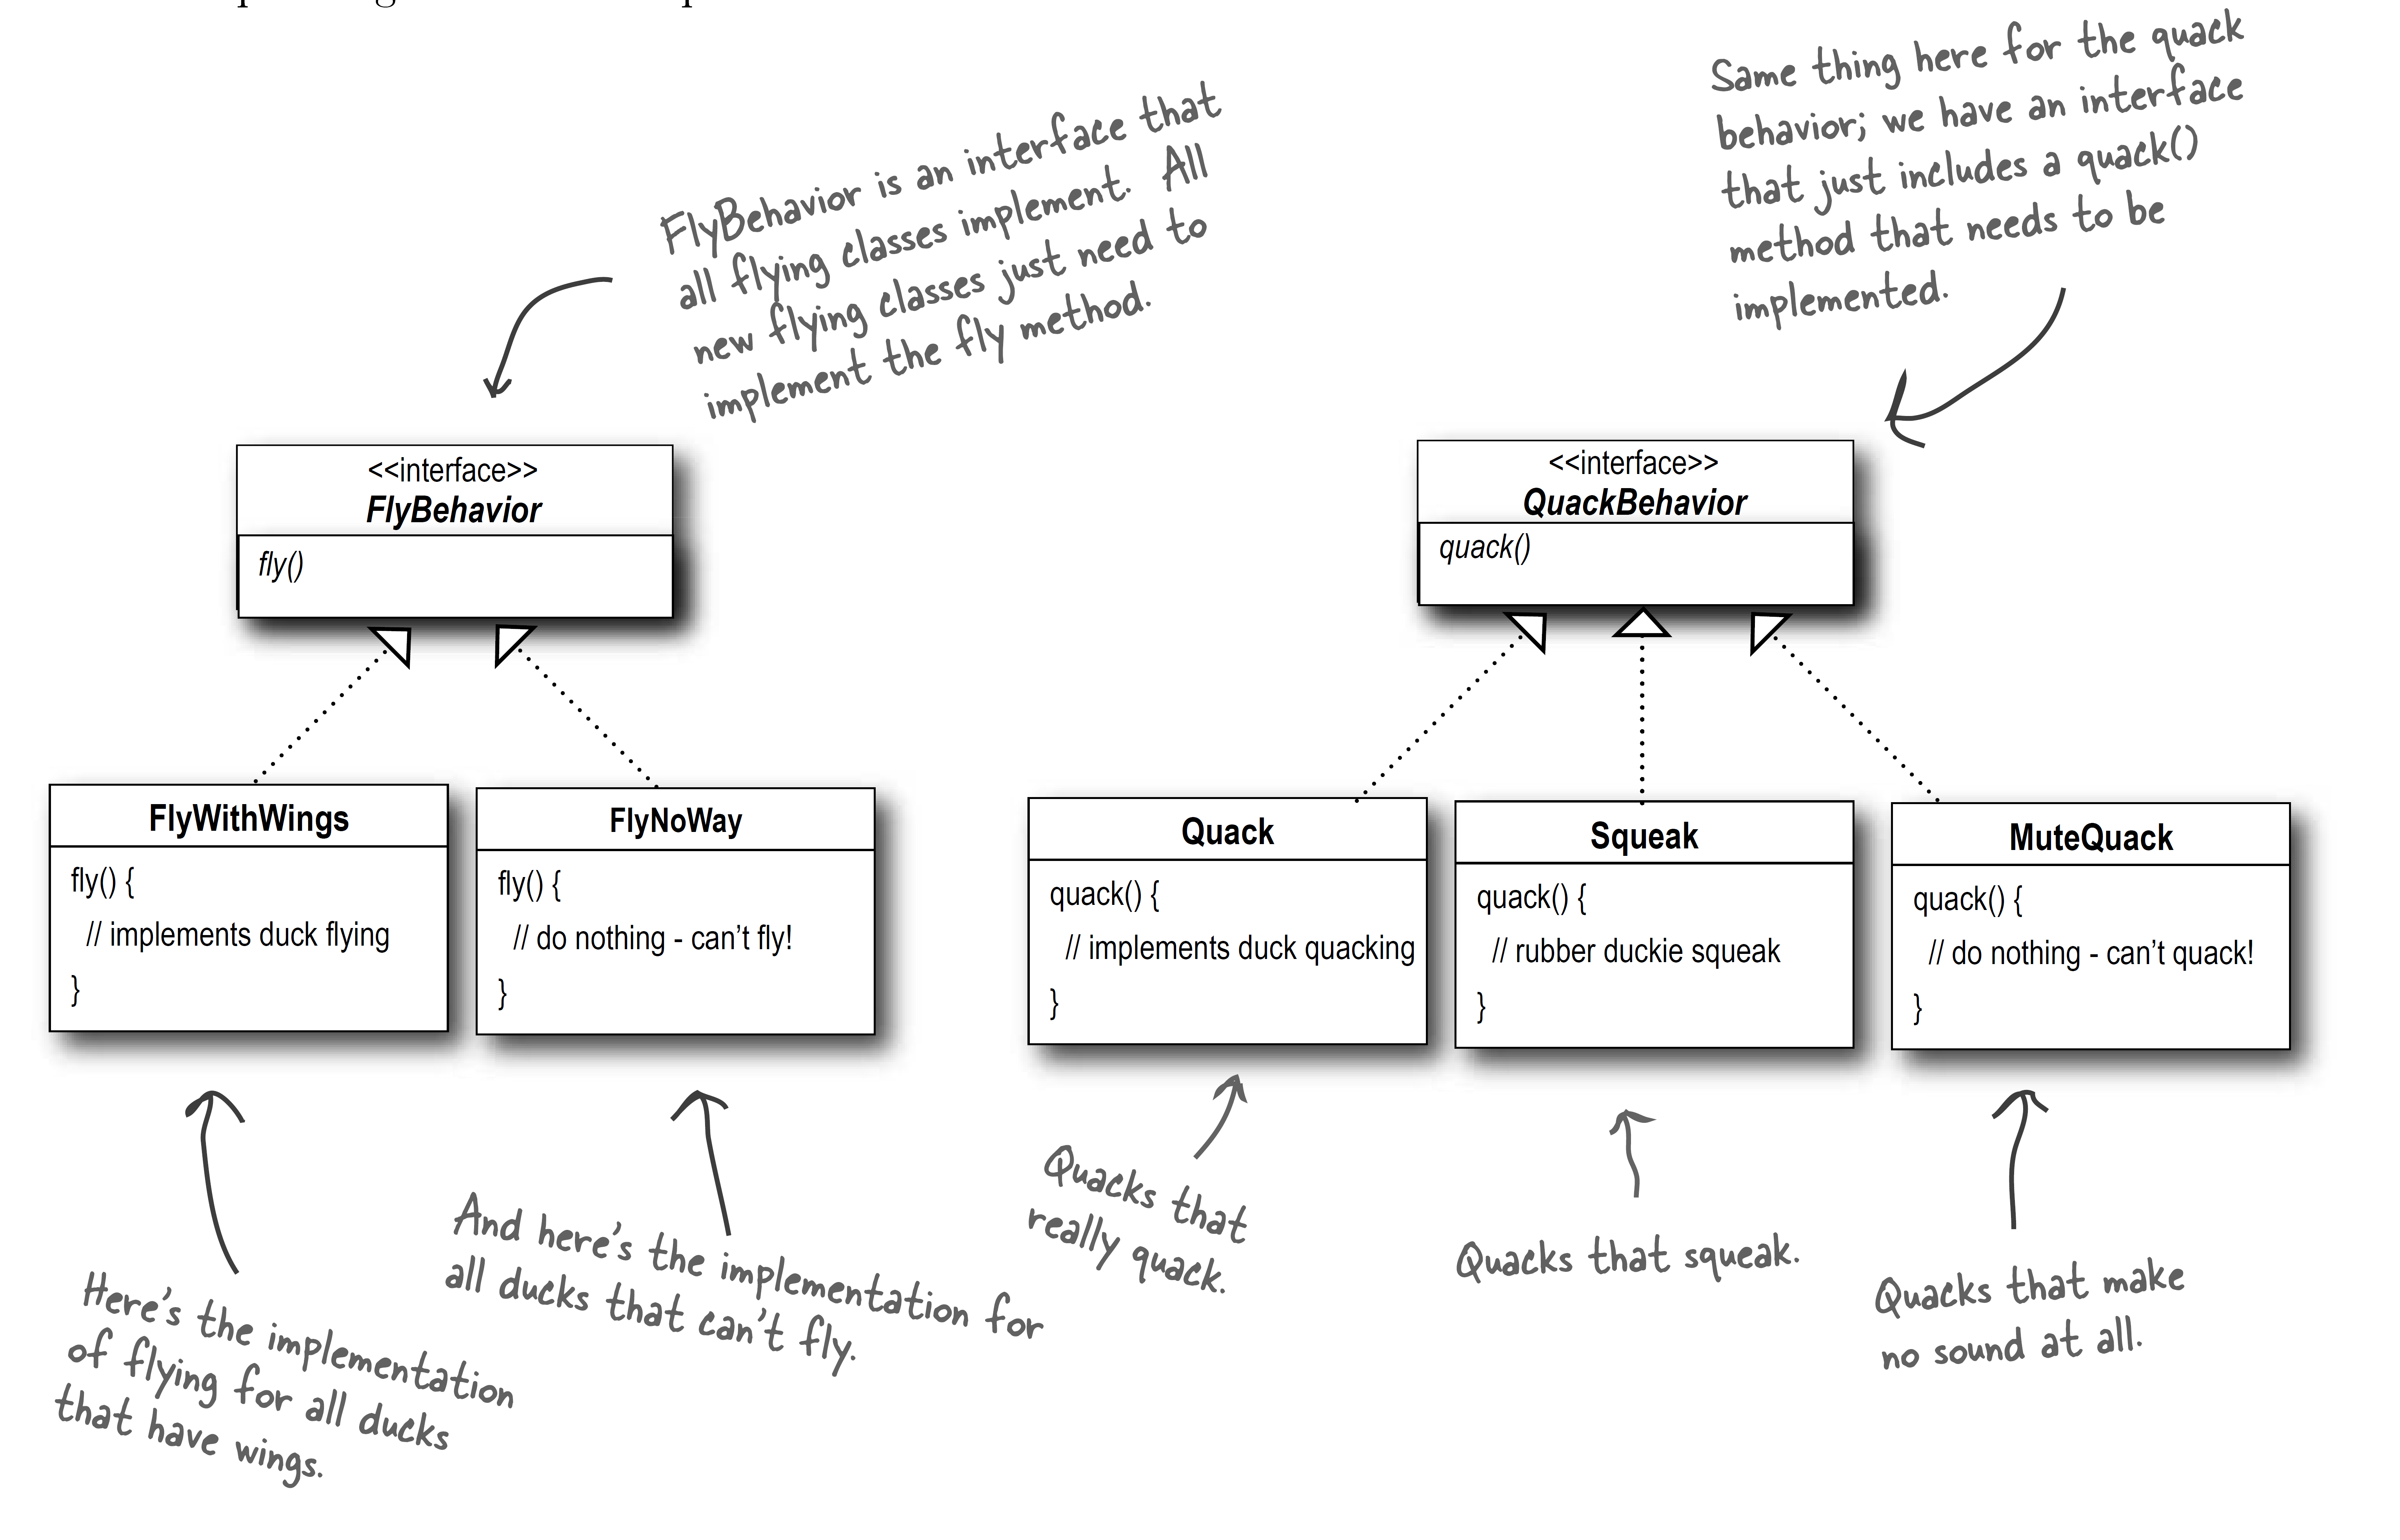 FlyBehavior is an interface that
all flying classes implement. All
new flying classes just need to
implement the fly method.
Same thing here for the quack
behavior; we have an interface
that just includes a quack()
method that needs to be
implemented.
<<interface>>
FlyBehavior
fly()
<<interface>>
QuackBehavior
quack()
FlyWithWings
fly() {
// implements duck flying
}
FlyNoWay
fly() {
// do nothing - can’t fly!
}
Quack
quack() {
// implements duck quacking
}
Squeak
quack() {
// rubber duckie squeak
}
MuteQuack
quack() {
// do nothing - can’t quack!
}
Here’s the implementation
of flying for all ducks
that have wings.
And here’s the implementation for
all ducks that can’t fly.
Quacks that
really quack.
Quacks that squeak.
Quacks that make
no sound at all.